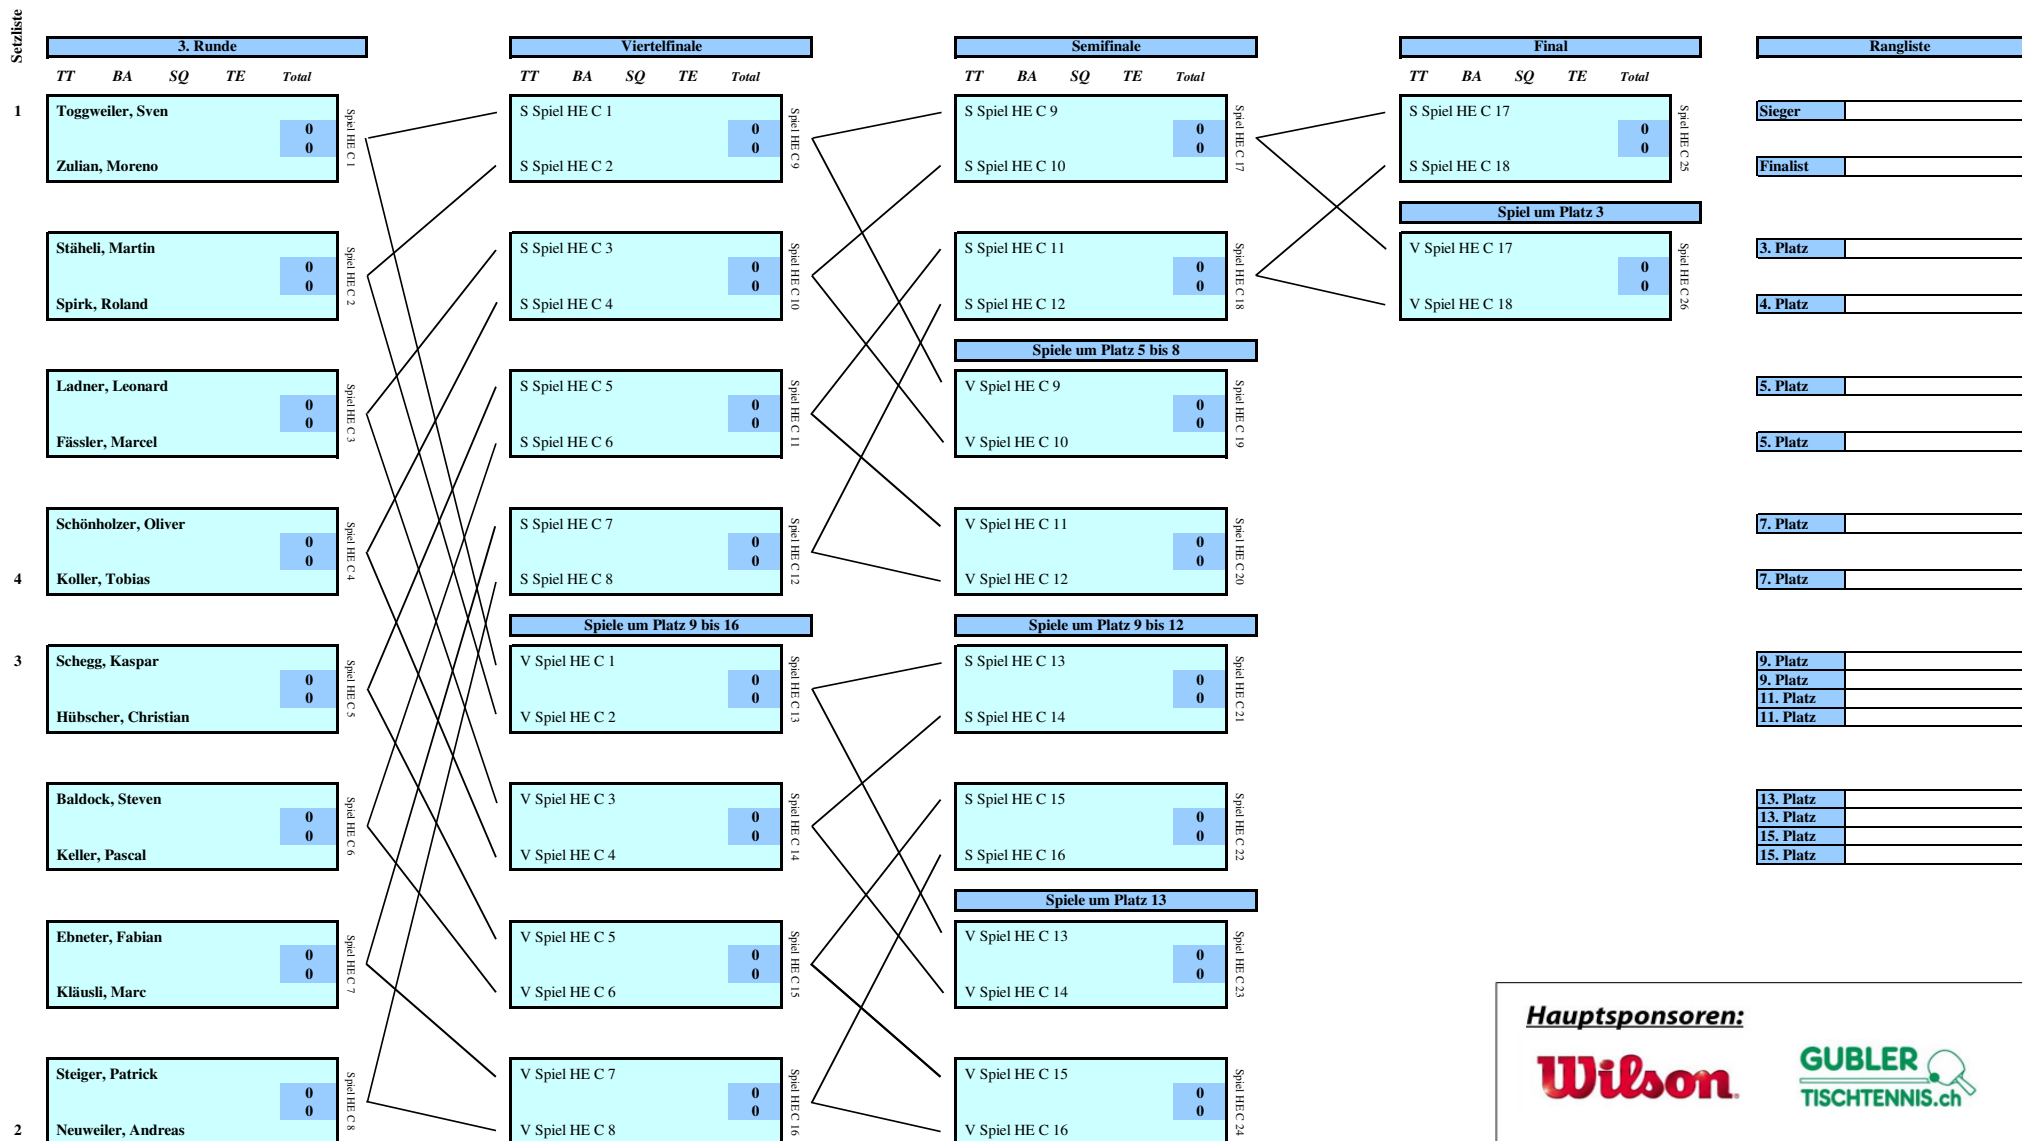 Setzliste
3. Runde
TT BA SQ TE Total
1
Toggweiler, Sven
0
0
Zulian, Moreno
Spiel HE C 1
Stäheli, Martin
0
0
Spirk, Roland
Spiel HE C 2
Ladner, Leonard
0
0
Fässler, Marcel
Spiel HE C 3
Schönholzer, Oliver
0
0
4
Koller, Tobias
Spiel HE C 4
3
Schegg, Kaspar
0
0
Hübscher, Christian
Spiel HE C 5
Baldock, Steven
0
0
Keller, Pascal
Spiel HE C 6
Ebneter, Fabian
0
0
Kläusli, Marc
Spiel HE C 7
Steiger, Patrick
0
0
2
Neuweiler, Andreas
Spiel HE C 8
Viertelfinale
TT BA SQ TE Total
S Spiel HE C 1
0
0
S Spiel HE C 2
Spiel HE C 9
S Spiel HE C 3
0
0
S Spiel HE C 4
Spiel HE C 10
S Spiel HE C 5
0
0
S Spiel HE C 6
Spiel HE C 11
S Spiel HE C 7
0
0
S Spiel HE C 8
Spiel HE C 12
Spiele um Platz 9 bis 16
V Spiel HE C 1
0
0
V Spiel HE C 2
Spiel HE C 13
V Spiel HE C 3
0
0
V Spiel HE C 4
Spiel HE C 14
V Spiel HE C 5
0
0
V Spiel HE C 6
Spiel HE C 15
V Spiel HE C 7
0
0
V Spiel HE C 8
Spiel HE C 16
Semifinale
TT BA SQ TE Total
S Spiel HE C 9
0
0
S Spiel HE C 10
Spiel HE C 17
S Spiel HE C 11
0
0
S Spiel HE C 12
Spiel HE C 18
Spiele um Platz 5 bis 8
V Spiel HE C 9
0
0
V Spiel HE C 10
Spiel HE C 19
V Spiel HE C 11
0
0
V Spiel HE C 12
Spiel HE C 20
Spiele um Platz 9 bis 12
S Spiel HE C 13
0
0
S Spiel HE C 14
Spiel HE C 21
S Spiel HE C 15
0
0
S Spiel HE C 16
Spiel HE C 22
Spiele um Platz 13
V Spiel HE C 13
0
0
V Spiel HE C 14
Spiel HE C 23
V Spiel HE C 15
0
0
V Spiel HE C 16
Spiel HE C 24
Final
TT BA SQ TE Total
S Spiel HE C 17
0
0
S Spiel HE C 18
Spiel HE C 25
Spiel um Platz 3
V Spiel HE C 17
0
0
V Spiel HE C 18
Spiel HE C 26
Rangliste
Sieger
Finalist
3. Platz
4. Platz
5. Platz
5. Platz
7. Platz
7. Platz
9. Platz
9. Platz
11. Platz
11. Platz
13. Platz
13. Platz
15. Platz
15. Platz
Hauptsponsoren:
Wilson
GUBLER
TISCHTENNIS.ch